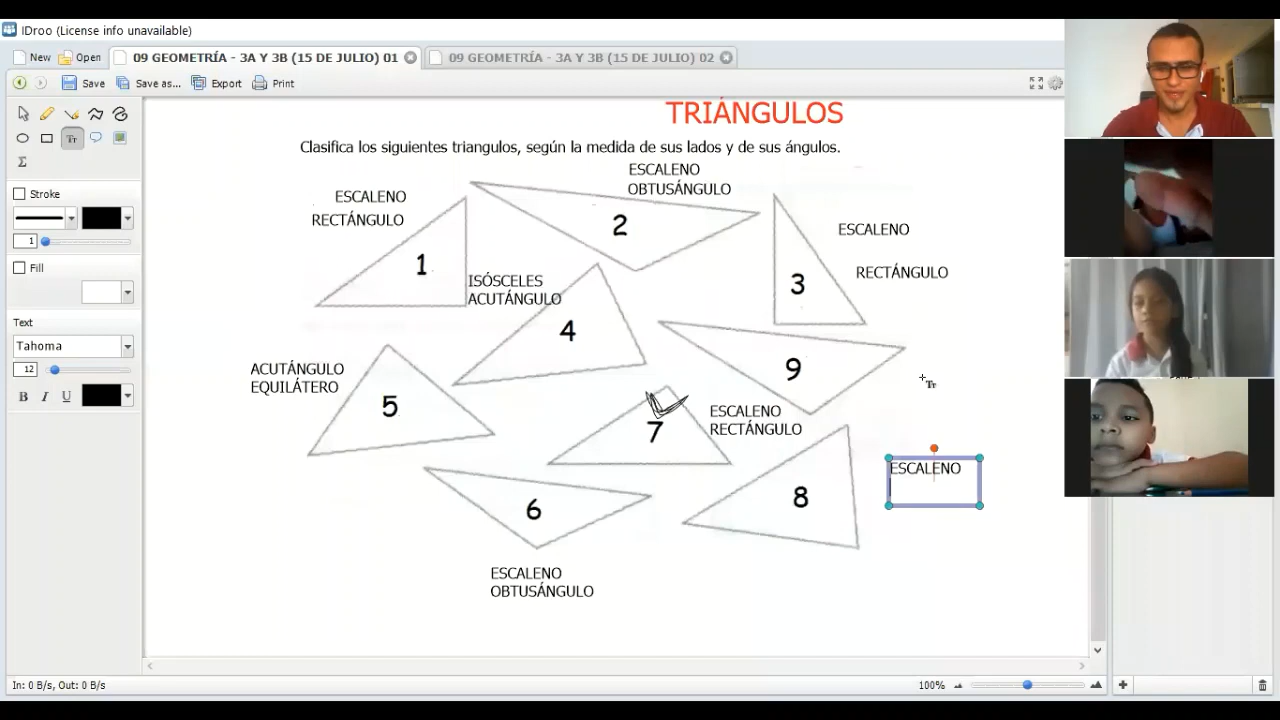 IDroo (License info unavailable)
New
Open
09 GEOMETRÍA - 3A Y 3B (15 DE JULIO) 01
09 GEOMETRÍA - 3A Y 3B (15 DE JULIO) 02
Save
Save as...
Export
Print
Tr
Σ
Stroke
1
Fill
Text
Tahoma
12
B I U
TRIÁNGULOS
Clasifica los siguientes triangulos, según la medida de sus lados y de sus ángulos.
ESCALENO
RECTÁNGULO
1
ESCALENO
OBTUSÁNGULO
2
ESCALENO
RECTÁNGULO
3
ISÓSCELES
ACUTÁNGULO
4
9
Tr
ACUTÁNGULO
EQUILÁTERO
5
7
ESCALENO
RECTÁNGULO
6
ESCALENO
OBTUSÁNGULO
8
ESCALENO
In: 0 B/s, Out: 0 B/s
100%